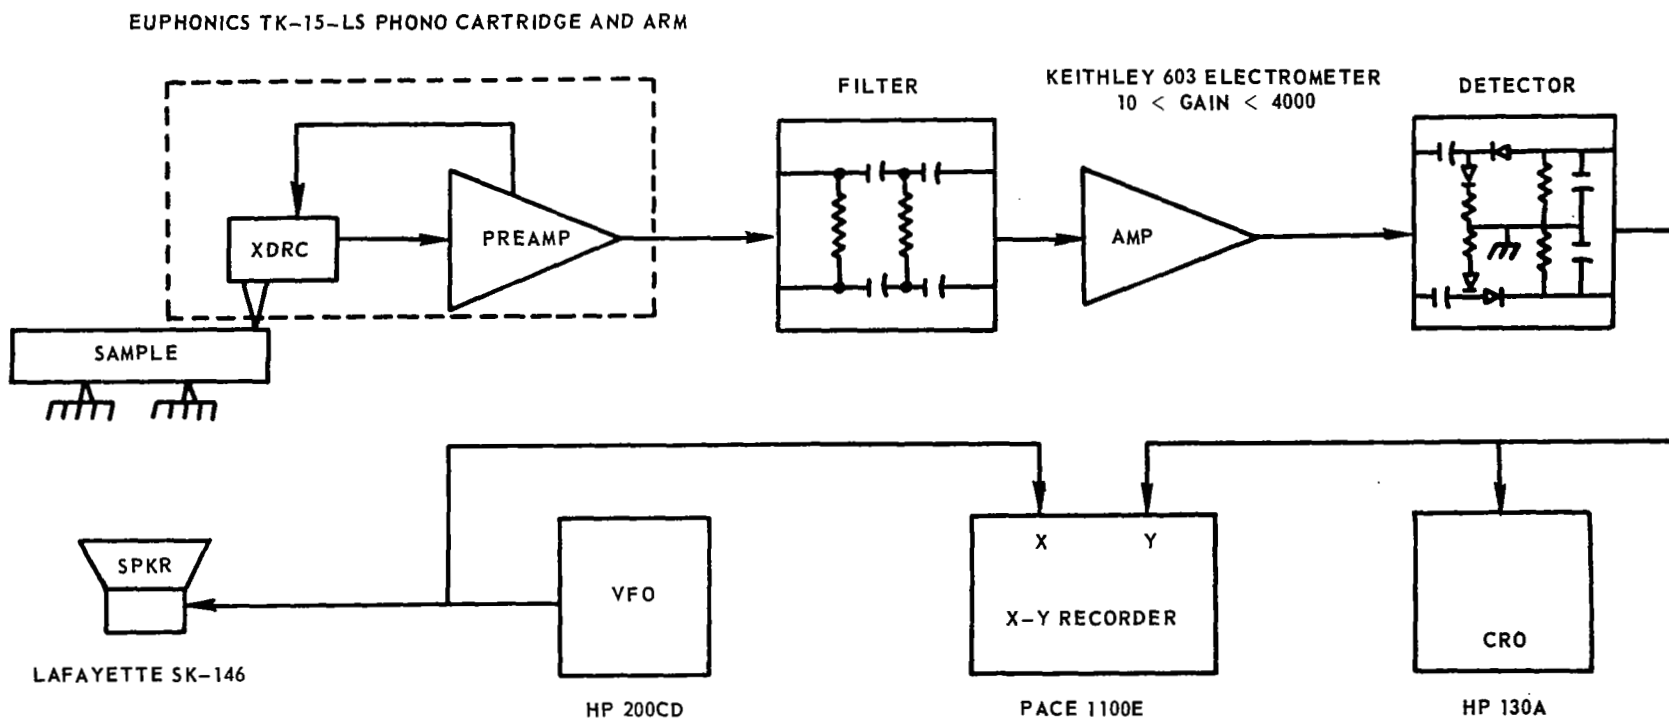 EUPHONICS TK-15-LS PHONO CARTRIDGE AND ARM
FILTER
KEITHLEY 603 ELECTROMETER
10 < GAIN < 4000
DETECTOR
XDRC
PREAMP
AMP
SAMPLE
SPKR
VFO
X Y
X-Y RECORDER
CRO
LAFAYETTE SK-146
HP 200CD
PACE 1100E
HP 130A